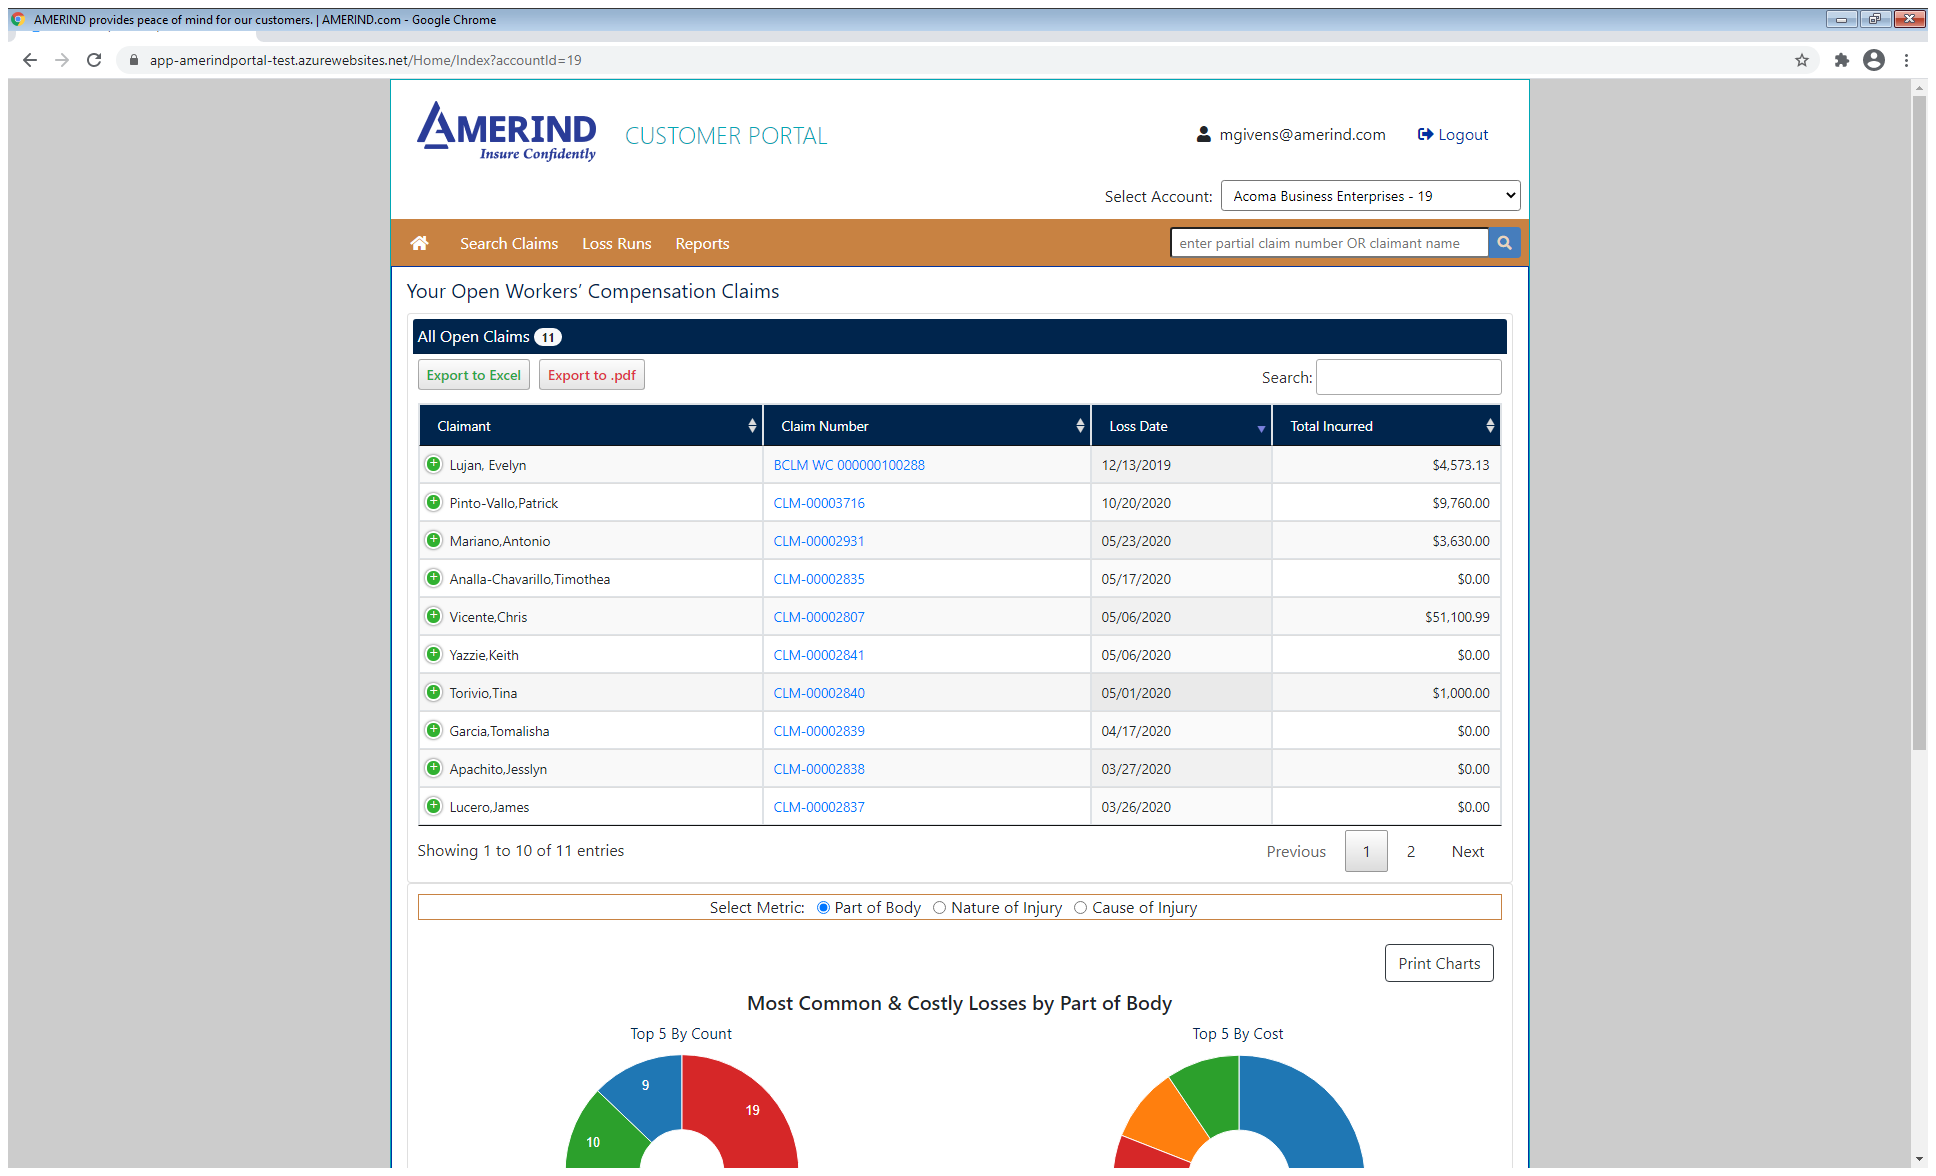 AMERIND provides peace of mind for our customers. | AMERIND.com - Google Chrome
app-amerindportal-test.azurewebsites.net/Home/Index?accountId=19
AMERIND
Insure Confidently
CUSTOMER PORTAL
mgivens@amerind.com
Logout
Select Account: Acoma Business Enterprises - 19
Search Claims Loss Runs Reports
enter partial claim number OR claimant name
Your Open Workers’ Compensation Claims
All Open Claims 11
Export to Excel Export to .pdf
Search:
Claimant Claim Number Loss Date Total Incurred
Lujan, Evelyn BCLM WC 000000100288 12/13/2019 $4,573.13
Pinto-Vallo,Patrick CLM-00003716 10/20/2020 $9,760.00
Mariano,Antonio CLM-00002931 05/23/2020 $3,630.00
Analla-Chavarillo,Timothea CLM-00002835 05/17/2020 $0.00
Vicente,Chris CLM-00002807 05/06/2020 $51,100.99
Yazzie,Keith CLM-00002841 05/06/2020 $0.00
Torivio,Tina CLM-00002840 05/01/2020 $1,000.00
Garcia,Tomalisha CLM-00002839 04/17/2020 $0.00
Apachito,Jesslyn CLM-00002838 03/27/2020 $0.00
Lucero,James CLM-00002837 03/26/2020 $0.00
Showing 1 to 10 of 11 entries
Previous 1 2 Next
Select Metric: Part of Body Nature of Injury Cause of Injury
Print Charts
Most Common & Costly Losses by Part of Body
Top 5 By Count
Top 5 By Cost
9
19
10